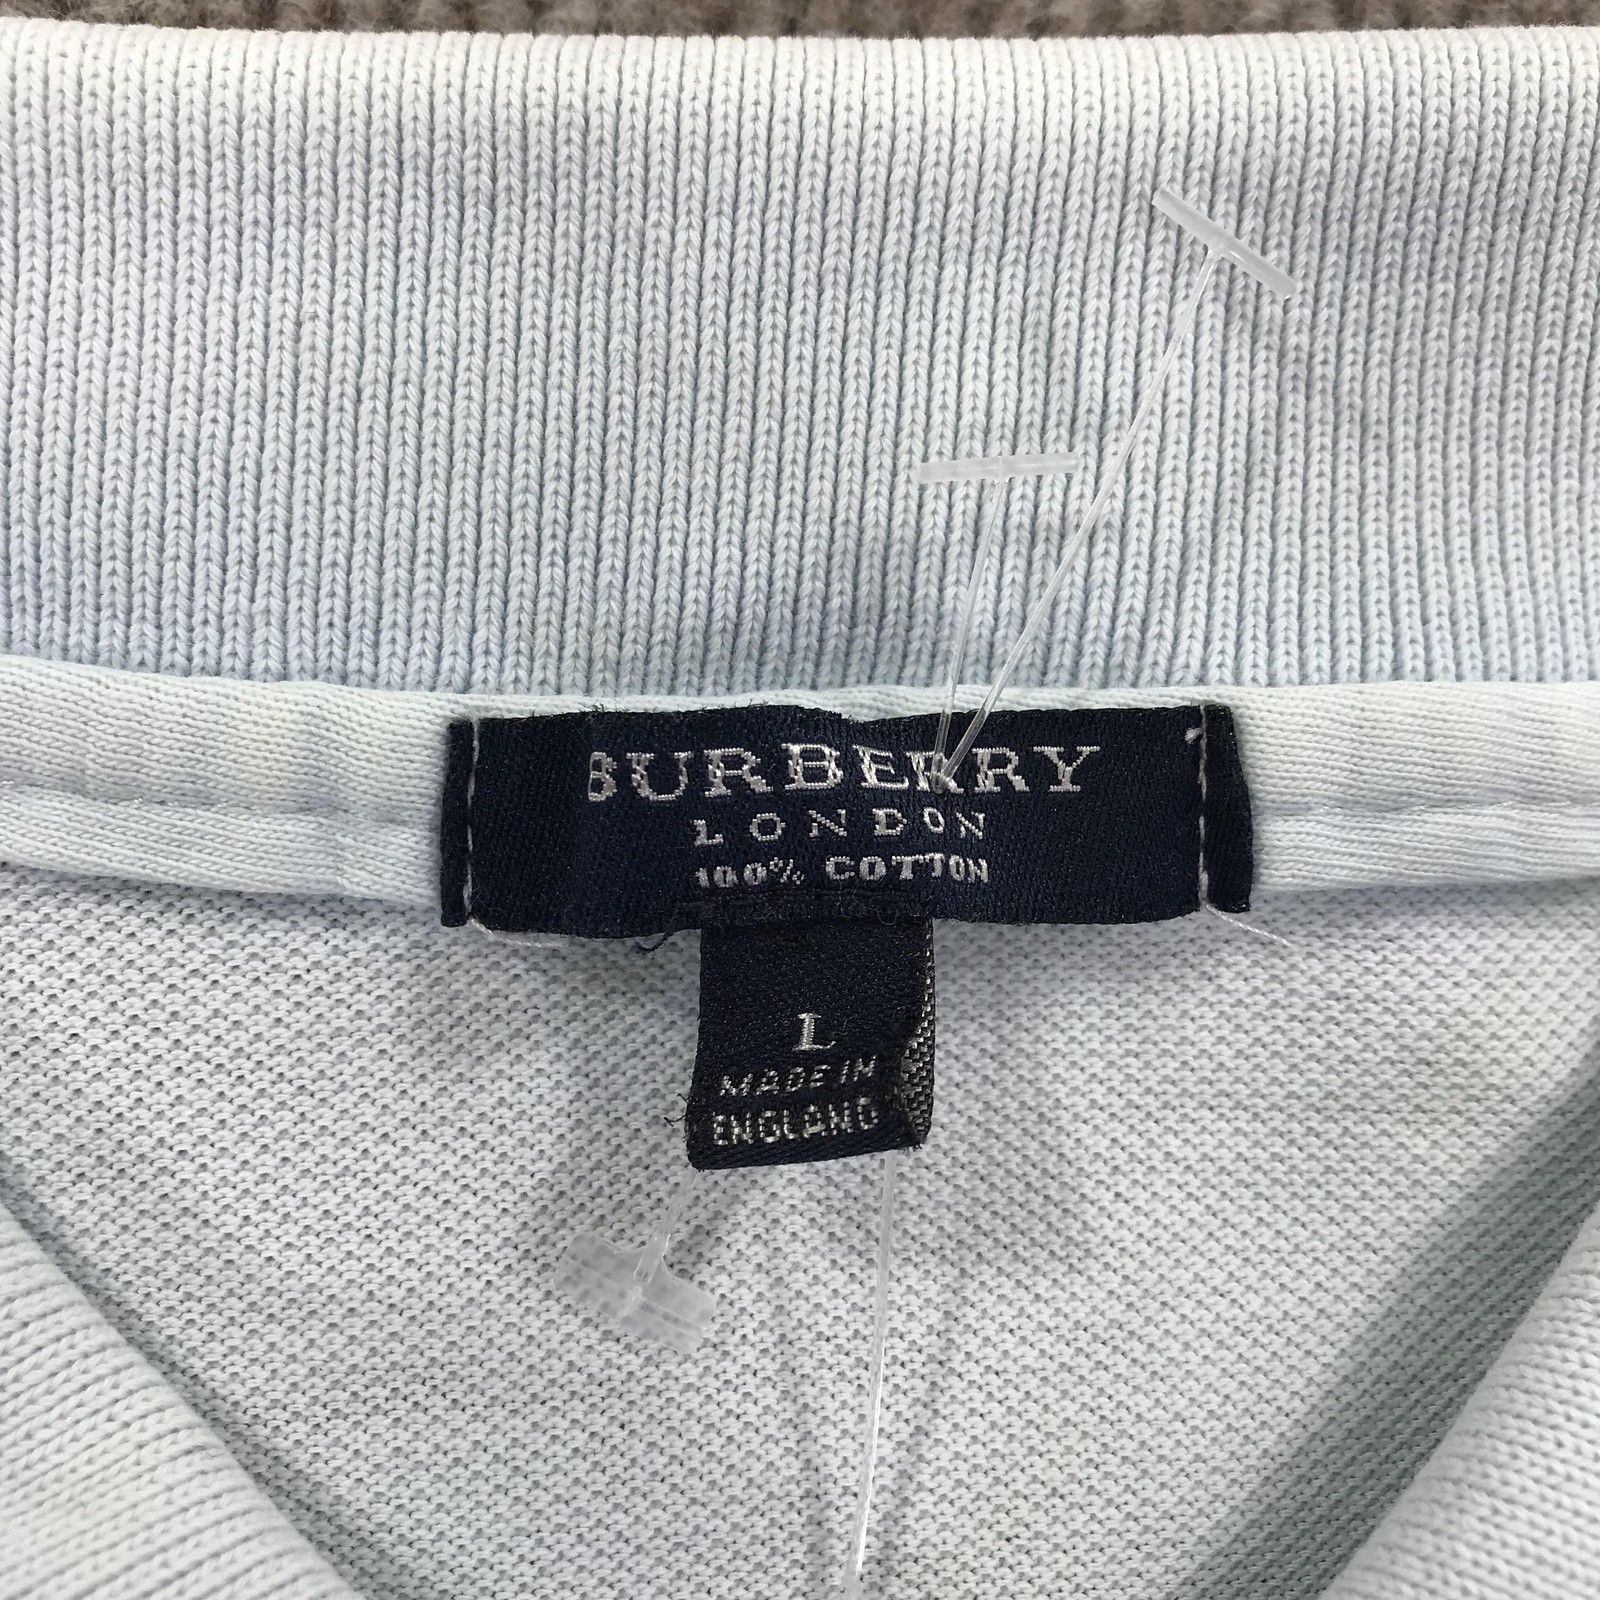 BURBERRY
LONDON
100% COTTON
L
MADE IN
ENGLAND